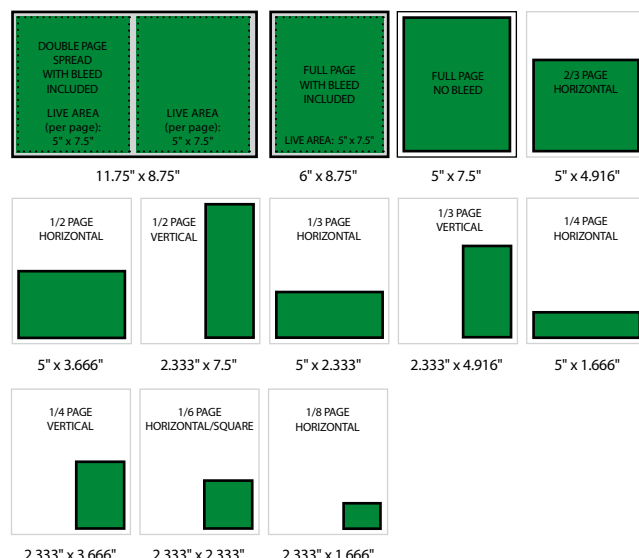 DOUBLE PAGE
SPREAD
WITH BLEED
INCLUDED
LIVE AREA
(per page):
5" x 7.5"
LIVE AREA
(per page):
5" x 7.5"
11.75" x 8.75"
FULL PAGE
WITH BLEED
INCLUDED
LIVE AREA: 5" x 7.5"
6" x 8.75"
FULL PAGE
NO BLEED
5" x 7.5"
2/3 PAGE
HORIZONTAL
5" x 4.916"
1/2 PAGE
HORIZONTAL
5" x 3.666"
1/2 PAGE
VERTICAL
2.333" x 7.5"
1/3 PAGE
HORIZONTAL
5" x 2.333"
1/3 PAGE
VERTICAL
2.333" x 4.916"
1/4 PAGE
HORIZONTAL
5" x 1.666"
1/4 PAGE
VERTICAL
2.333" x 3.666"
1/6 PAGE
HORIZONTAL/SQUARE
2.333" x 2.333"
1/8 PAGE
HORIZONTAL
2.333" x 1.666"